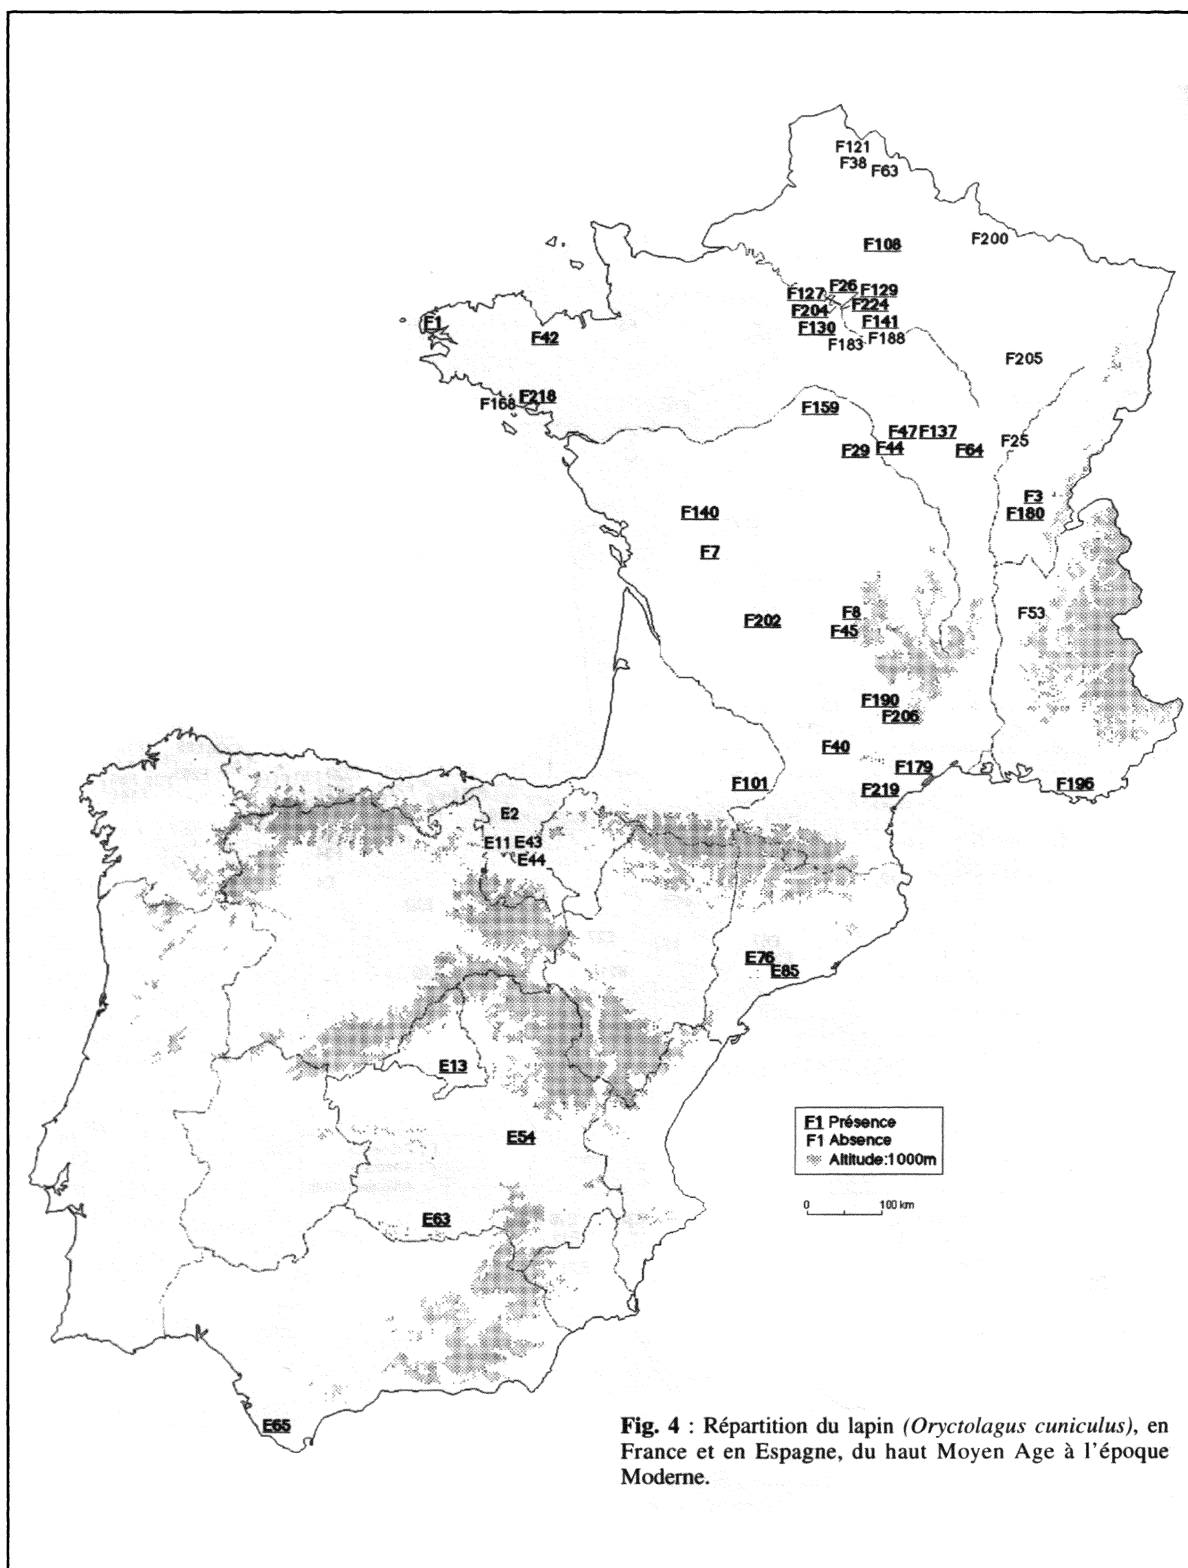 F121
F38
F63
F108
F200
F26
F127
F129
F224
F204
F141
F130
F183
F188
F1
F42
F205
F168
F218
F159
F47
F137
F25
F29
F44
F64
F3
F180
F140
F7
F8
F53
F202
F45
F190
F206
F40
F179
F101
F219
F196
E2
E11
E43
E44
E76
E85
E13
E54
E63
E65
F1 Présence
F1 Absence
Altitude:1000m
0
100 km
Fig. 4 : Répartition du lapin (Oryctolagus cuniculus), en
France et en Espagne, du haut Moyen Age à l'époque
Moderne.